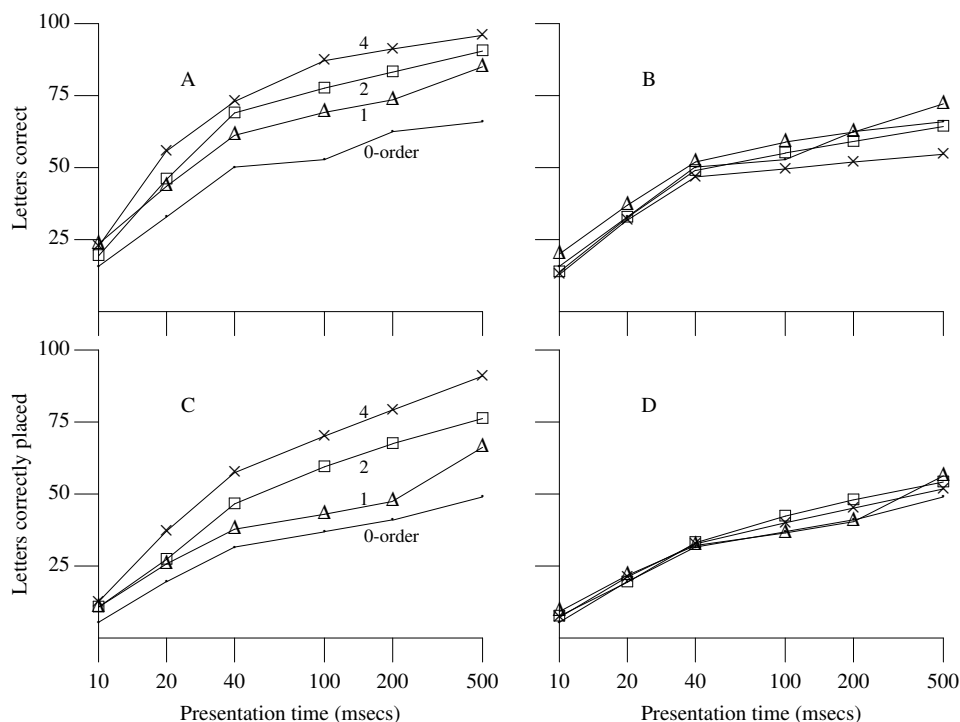 100
75
50
25
Letters correct
A
4
2
1
0-order
B
100
75
50
25
0
Letters correctly placed
C
4
2
1
0-order
D
10 20 40 100 200 500
10 20 40 100 200 500
Presentation time (msecs)
Presentation time (msecs)